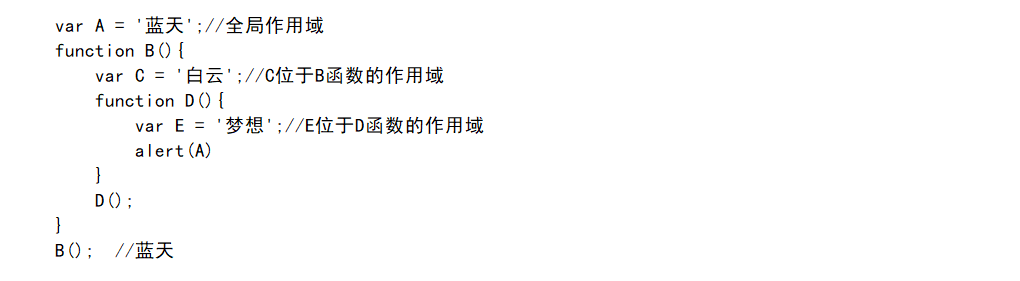 var A = '蓝天';//全局作用域
function B(){
    var C = '白云';//C位于B函数的作用域
    function D(){
        var E = '梦想';//E位于D函数的作用域
        alert(A)
    }
    D();
}
B();  //蓝天